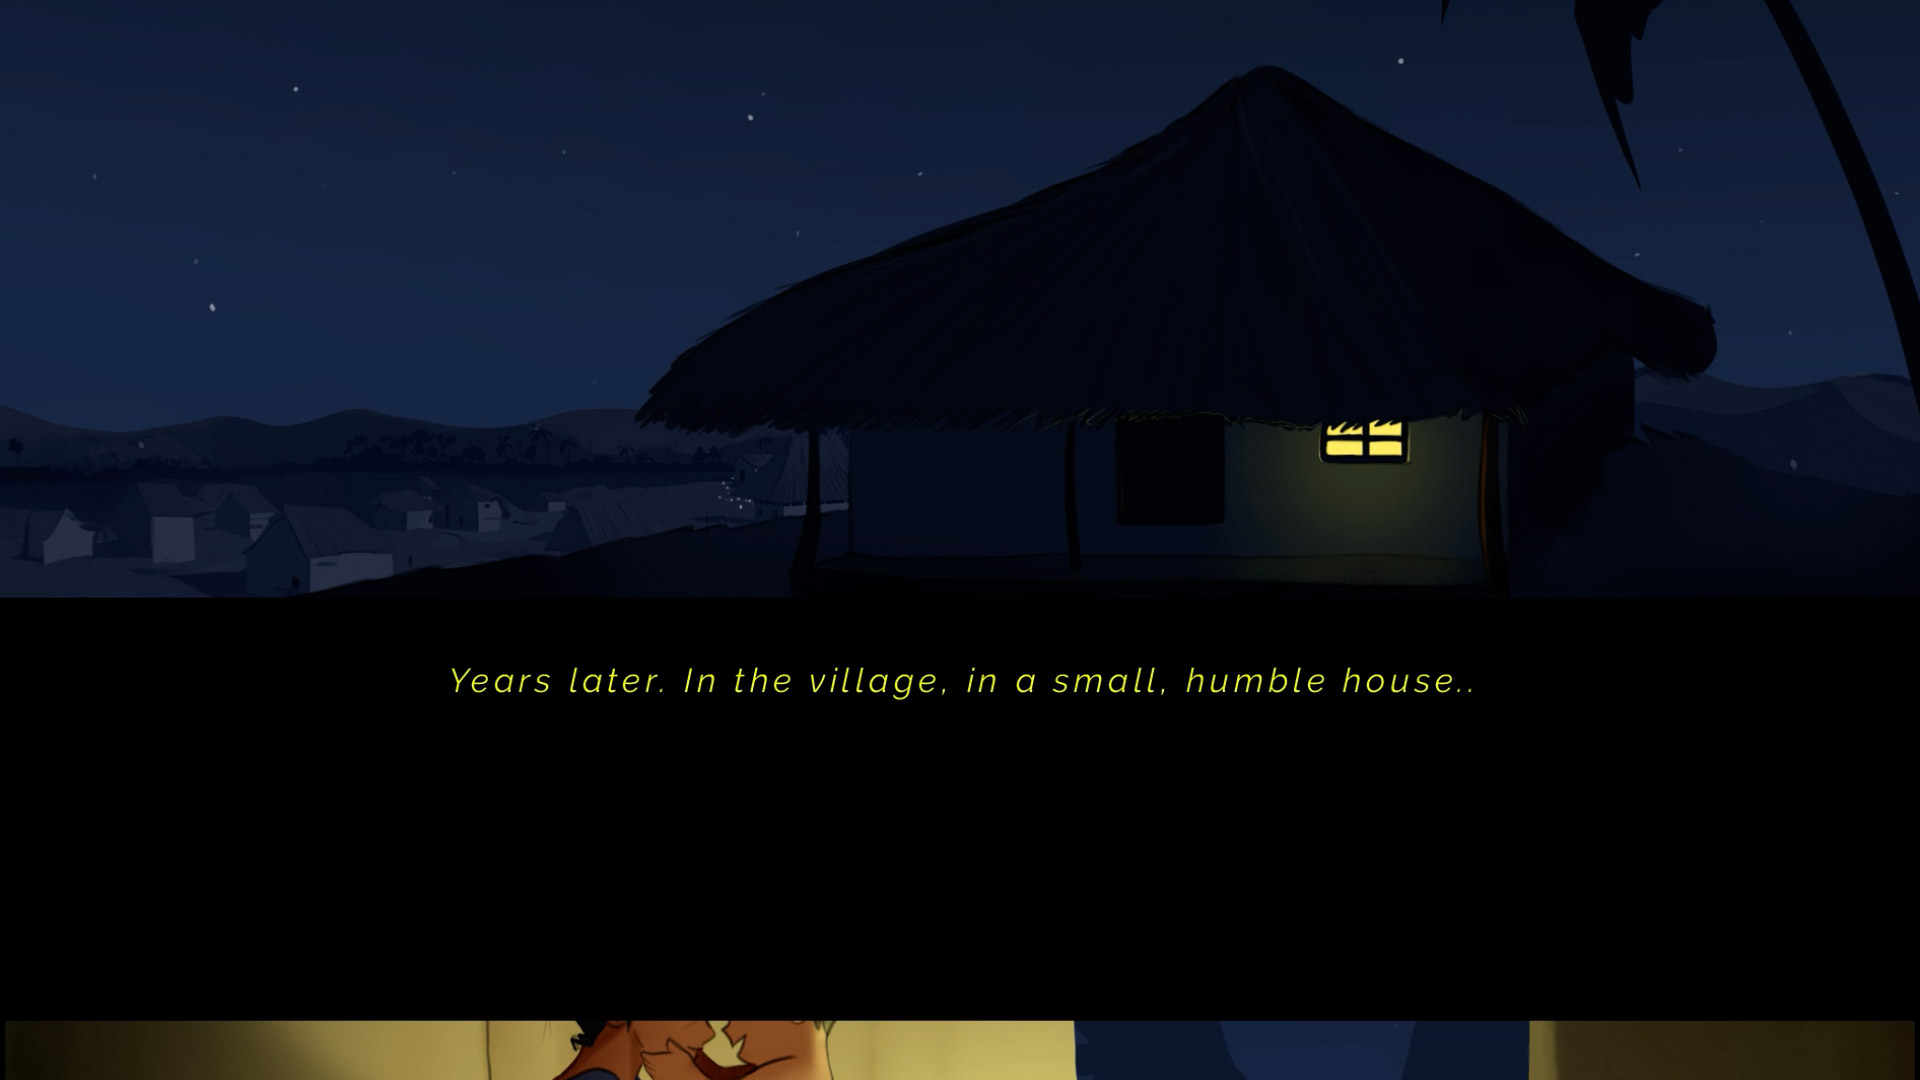 Years later. In the village, in a small, humble house..